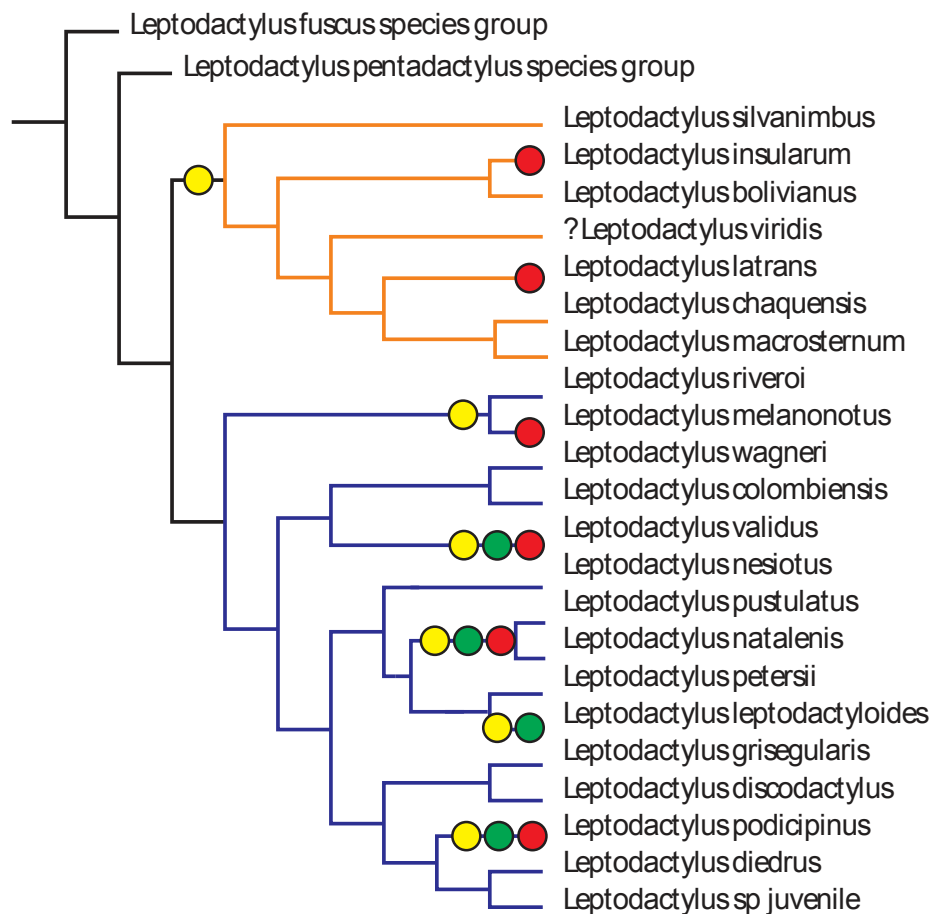 Leptodactylus fuscus species group
Leptodactylus pentadactylus species group
Leptodactylus silvanimbus
Leptodactylus insularum
Leptodactylus bolivianus
? Leptodactylus viridis
Leptodactylus latrans
Leptodactylus chaquensis
Leptodactylus macrosternum
Leptodactylus riveroi
Leptodactylus melanonotus
Leptodactylus wagneri
Leptodactylus colombiensis
Leptodactylus validus
Leptodactylus nesiotus
Leptodactylus pustulatus
Leptodactylus natalenis
Leptodactylus petersii
Leptodactylus leptodactyloides
Leptodactylus grisegularis
Leptodactylus discodactylus
Leptodactylus podicipinus
Leptodactylus diedrus
Leptodactylus sp juvenile